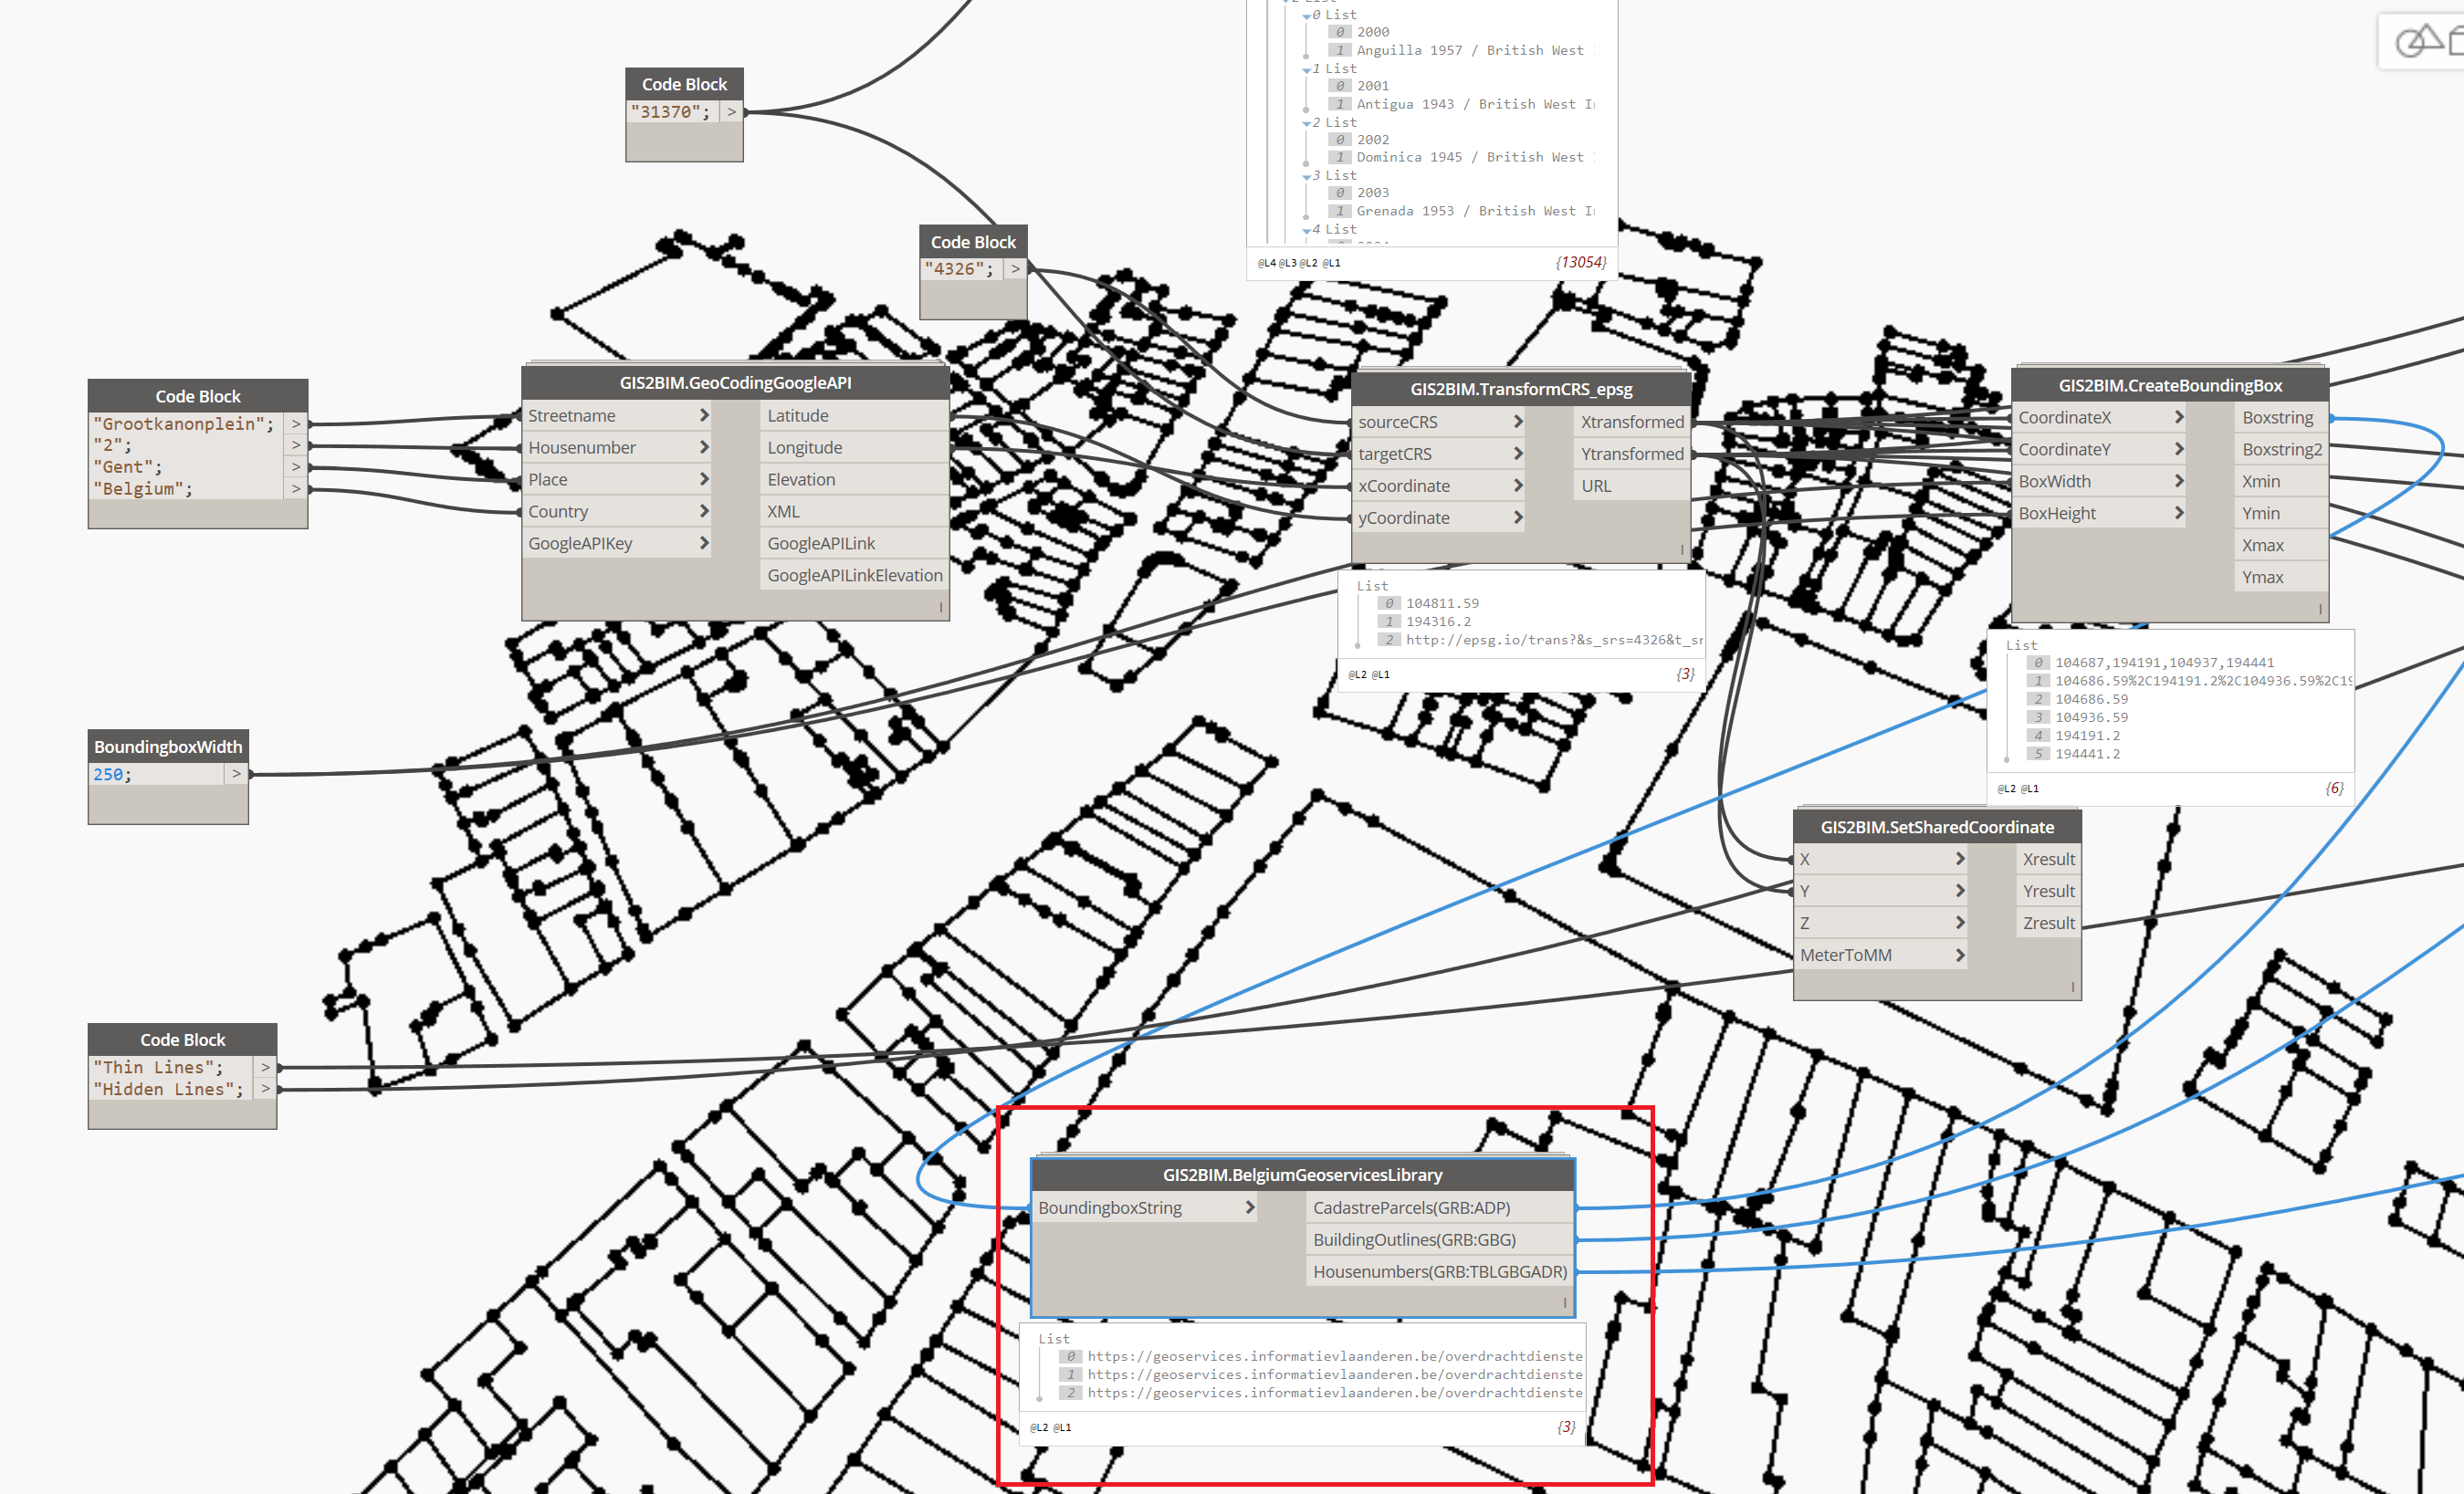 2 List
0 List
0 2000
1 Anguilla 1957 / British West
1 List
0 2001
1 Antigua 1943 / British West I
2 List
0 2002
1 Dominica 1945 / British West
3 List
0 2003
1 Grenada 1953 / British West I
4 List
@L4 @L3 @L2 @L1 {13054}
Code Block
"31370"; >
Code Block
"4326"; >
Code Block
"Grootkanonplein"; >
"2"; >
"Gent"; >
"Belgium"; >
GIS2BIM.GeoCodingGoogleAPI
Streetname > Latitude
Housenumber > Longitude
Place > Elevation
Country > XML
GoogleAPIKey > GoogleAPILink
GoogleAPILinkElevation
l
GIS2BIM.TransformCRS_epsg
sourceCRS > Xtransformed
targetCRS > Ytransformed
xCoordinate > URL
yCoordinate >
l
List
0 104811.59
1 194316.2
2 http://epsg.io/trans?&s_srs=4326&t_sr
@L2 @L1 {3}
GIS2BIM.CreateBoundingBox
CoordinateX > Boxstring
CoordinateY > Boxstring2
BoxWidth > Xmin
BoxHeight > Ymin
Xmax
Ymax
l
List
0 104687,194191,104937,194441
1 104686.59%2C194191.2%2C104936.59%2C19
2 104686.59
3 104936.59
4 194191.2
5 194441.2
@L2 @L1 {6}
BoundingboxWidth
250; >
GIS2BIM.SetSharedCoordinate
X > Xresult
Y > Yresult
Z > Zresult
MeterToMM >
l
Code Block
"Thin Lines"; >
"Hidden Lines"; >
GIS2BIM.BelgiumGeoservicesLibrary
BoundingboxString > CadastreParcels(GRB:ADP)
BuildingOutlines(GRB:GBG)
Housenumbers(GRB:TBLGBGADR)
l
List
0 https://geoservices.informatievlaanderen.be/overdrachtdienste
1 https://geoservices.informatievlaanderen.be/overdrachtdienste
2 https://geoservices.informatievlaanderen.be/overdrachtdienste
@L2 @L1 {3}